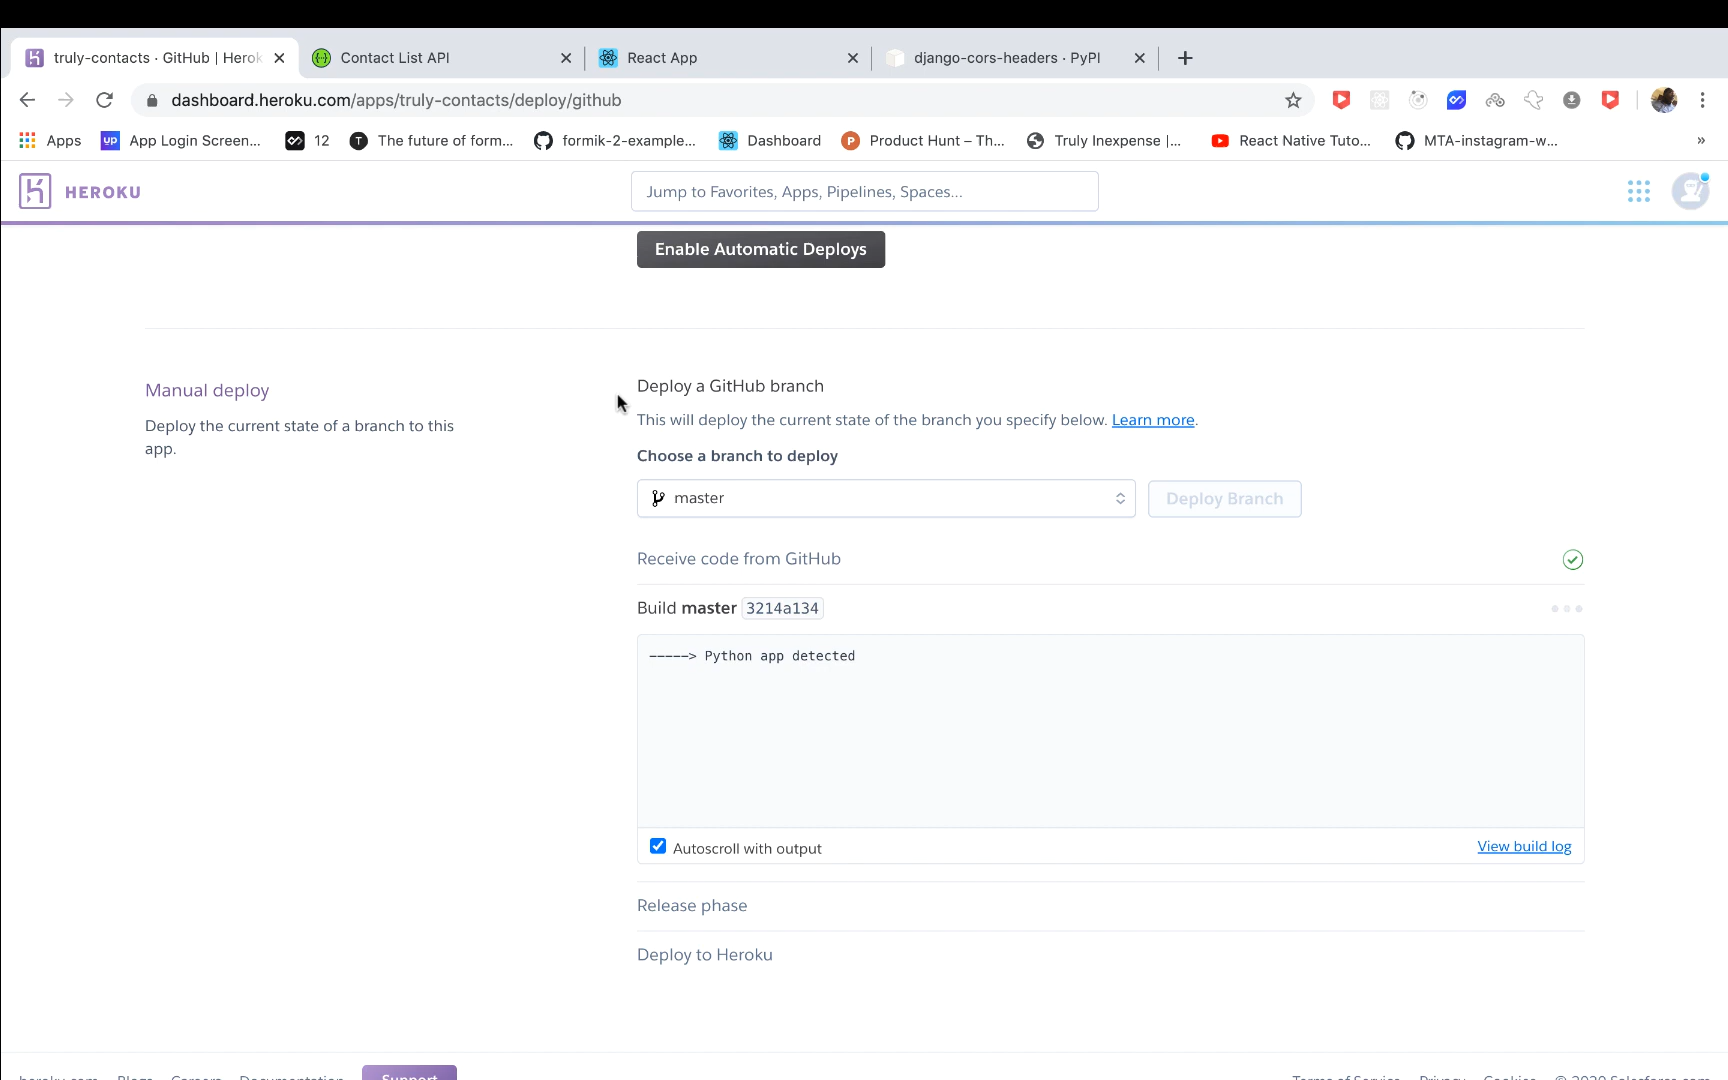 truly-contacts · GitHub | Herok
Contact List API
React App
django-cors-headers · PyPI
dashboard.heroku.com/apps/truly-contacts/deploy/github
Apps
up App Login Screen...
12
T The future of form...
formik-2-example...
Dashboard
P Product Hunt – Th...
Truly Inexpense |...
React Native Tuto...
MTA-instagram-w...
»
HEROKU
Jump to Favorites, Apps, Pipelines, Spaces...
Enable Automatic Deploys
Manual deploy
Deploy the current state of a branch to this
app.
Deploy a GitHub branch
This will deploy the current state of the branch you specify below. Learn more.
Choose a branch to deploy
master
Deploy Branch
Receive code from GitHub
Build master 3214a134
-----> Python app detected
Autoscroll with output
View build log
Release phase
Deploy to Heroku
heroku.com Blogs Careers Documentation Support
Terms of Service Privacy Cookies © 2020 Salesforce.com